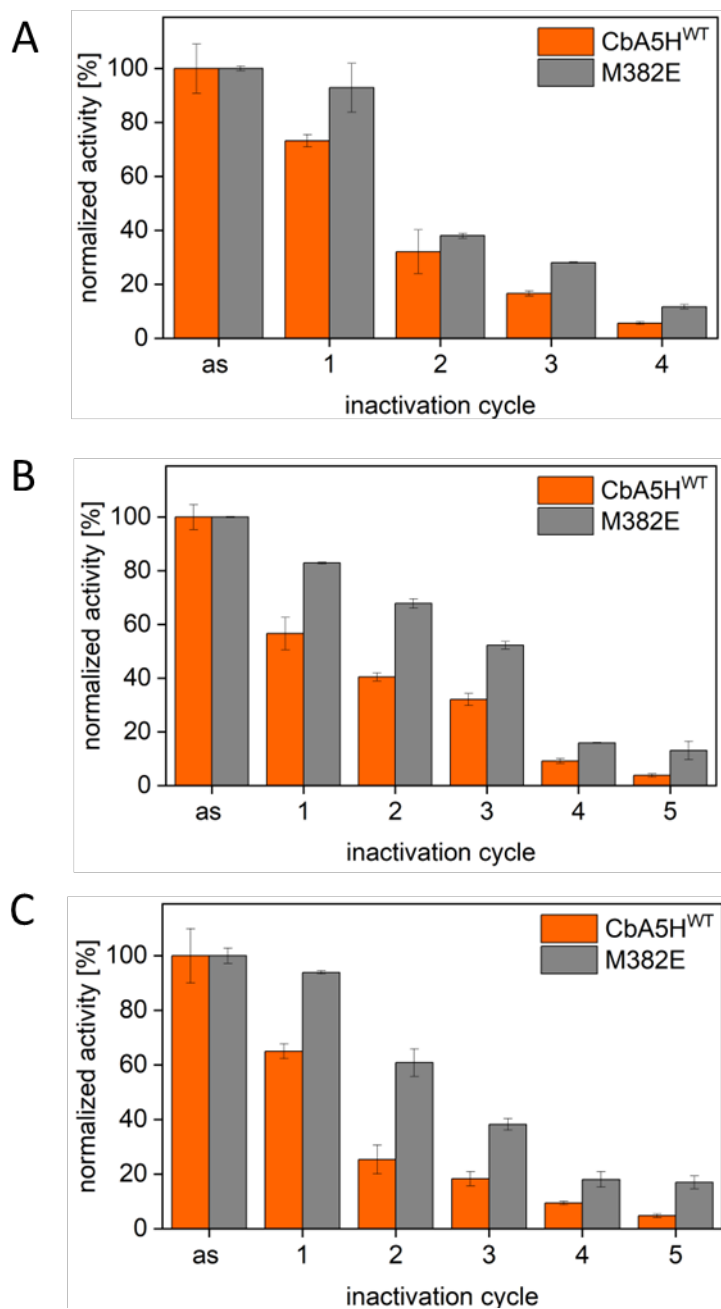 A
normalized activity [%]
100
80
60
40
20
0
CbA5H^WT
M382E
as 1 2 3 4
inactivation cycle
B
normalized activity [%]
100
80
60
40
20
0
CbA5H^WT
M382E
as 1 2 3 4 5
inactivation cycle
C
normalized activity [%]
100
80
60
40
20
0
CbA5H^WT
M382E
as 1 2 3 4 5
inactivation cycle